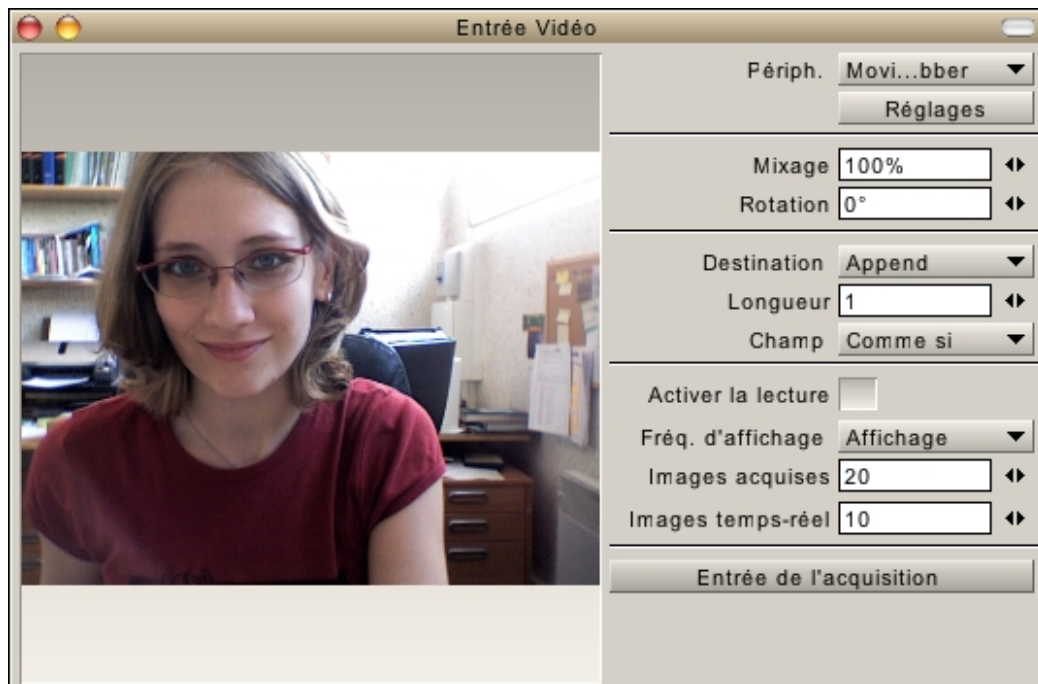 Entrée Vidéo
Périph. Movi...bber
Réglages
Mixage 100%
Rotation 0°
Destination Append
Longueur 1
Champ Comme si
Activer la lecture
Fréq. d'affichage Affichage
Images acquises 20
Images temps-réel 10
Entrée de l'acquisition